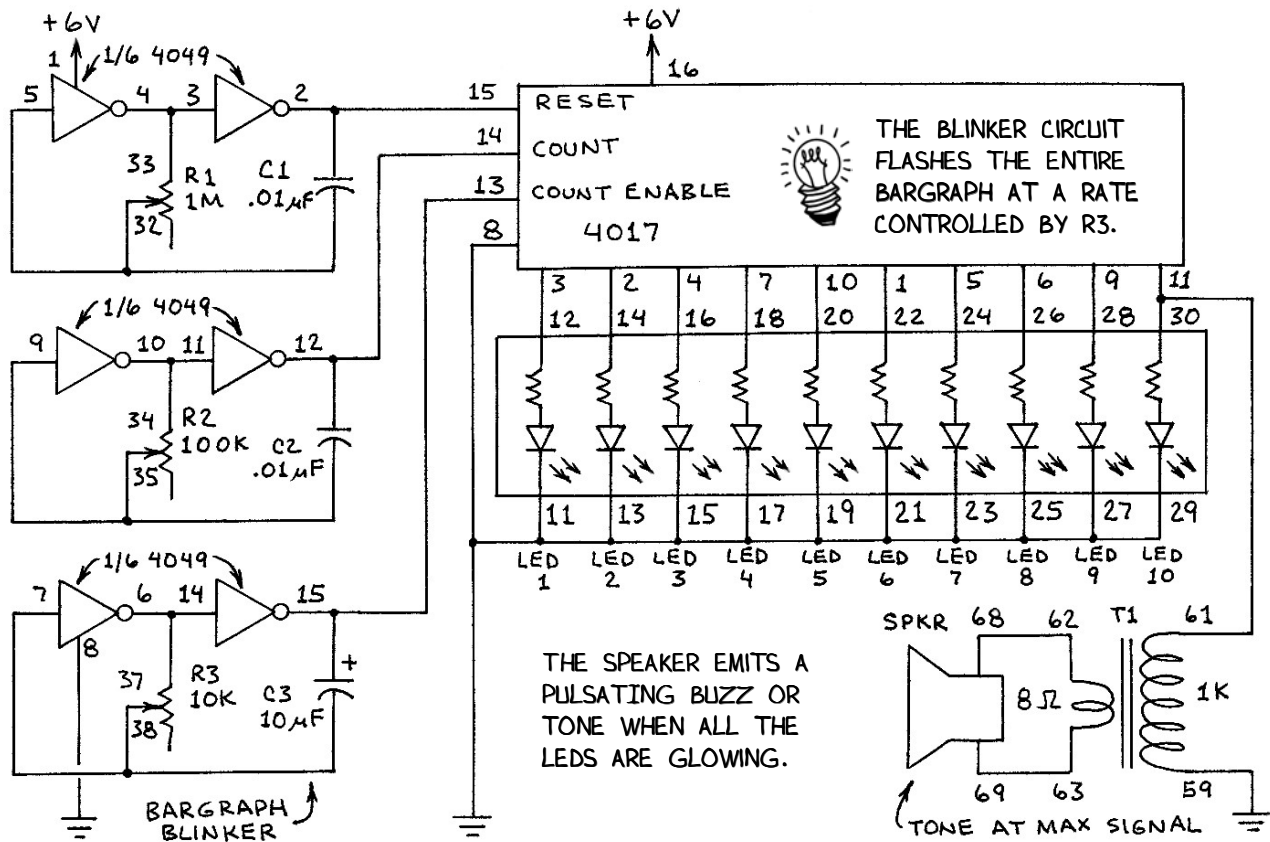 +6V
1
1/6 4049
5
4
3
2
33
R1
1M
32
C1
.01µF
1/6 4049
9
10
11
12
34
R2
100K
35
C2
.01µF
1/6 4049
7
6
14
15
8
37
R3
10K
38
C3
+
10µF
BARGRAPH
BLINKER
+6V
16
15
RESET
14
COUNT
13
COUNT ENABLE
8
4017
THE BLINKER CIRCUIT
FLASHES THE ENTIRE
BARGRAPH AT A RATE
CONTROLLED BY R3.
3 2 4 7 10 1 5 6 9 11
12 14 16 18 20 22 24 26 28 30
11 13 15 17 19 21 23 25 27 29
LED LED LED LED LED LED LED LED LED LED
1 2 3 4 5 6 7 8 9 10
THE SPEAKER EMITS A
PULSATING BUZZ OR
TONE WHEN ALL THE
LEDS ARE GLOWING.
SPKR 68 62 T1 61
8Ω
1K
69 63 59
TONE AT MAX SIGNAL